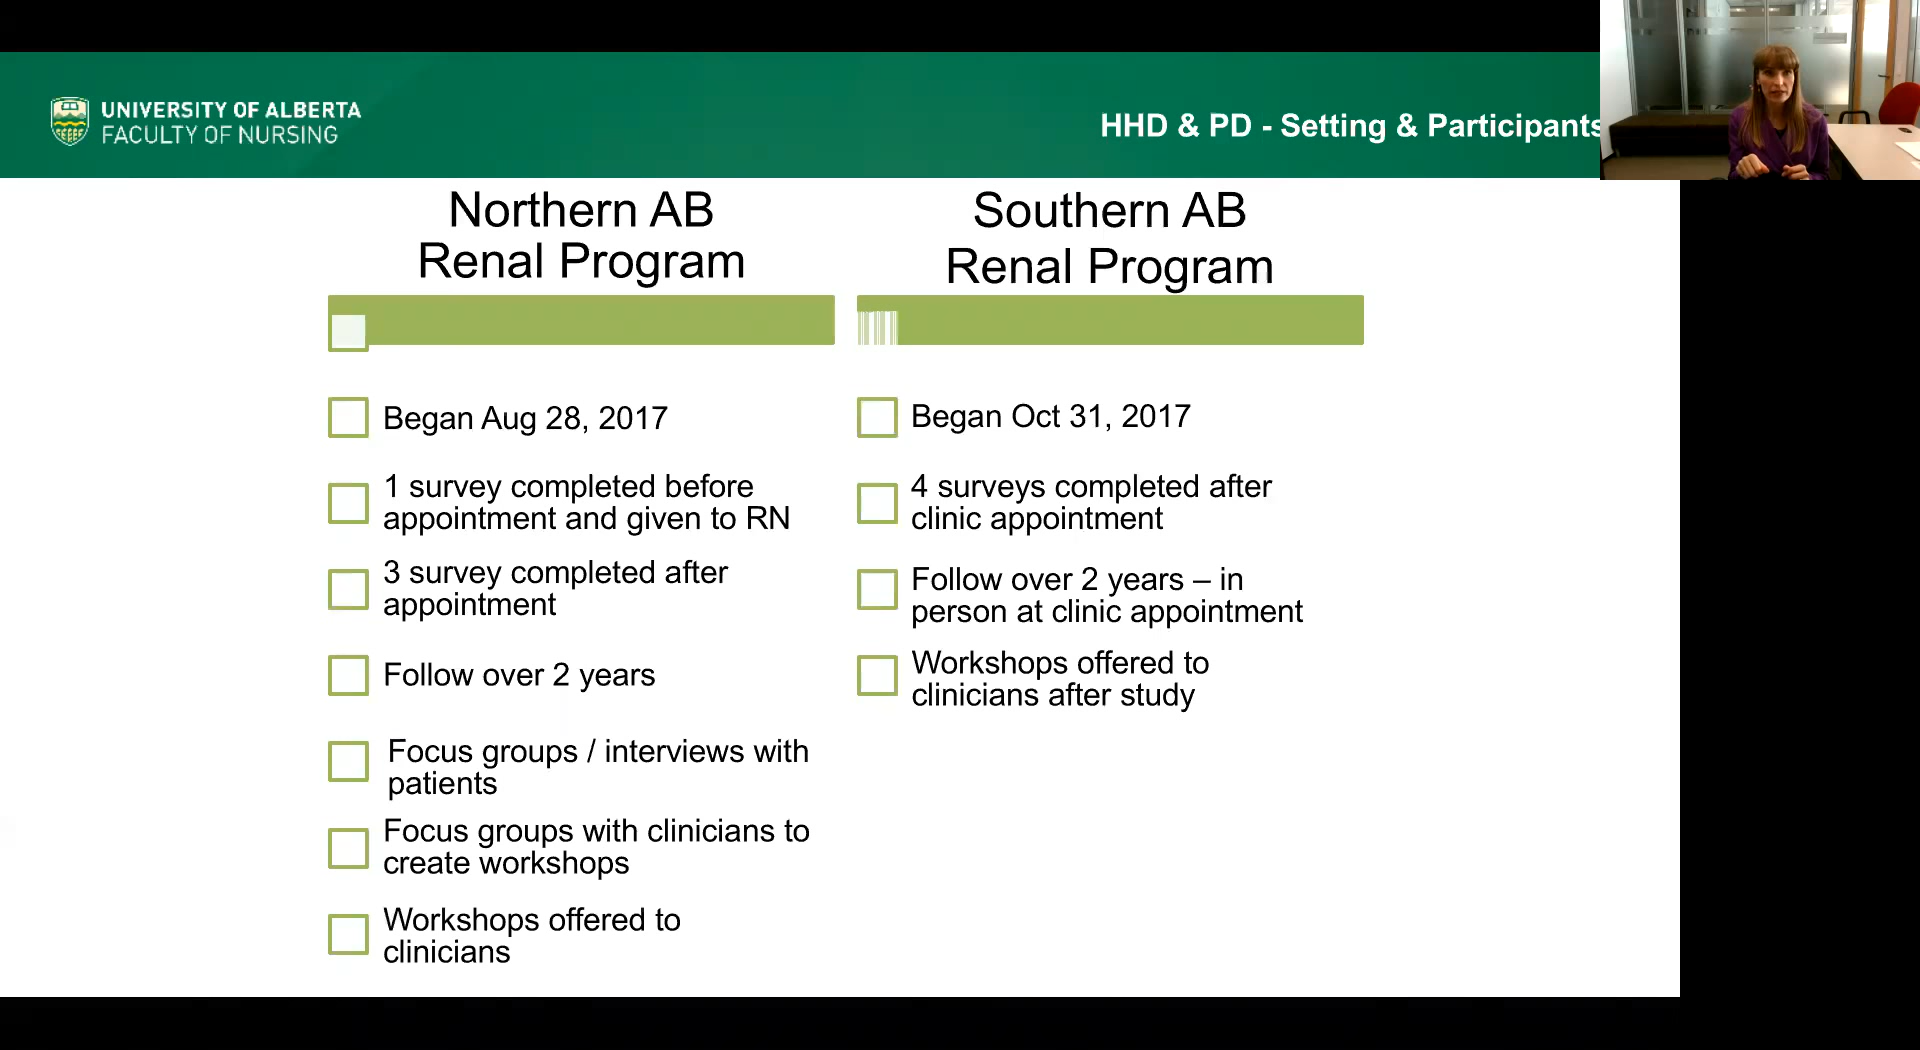 UNIVERSITY OF ALBERTA
FACULTY OF NURSING
HHD & PD - Setting & Participants
Northern AB
Renal Program
Began Aug 28, 2017
1 survey completed before
appointment and given to RN
3 survey completed after
appointment
Follow over 2 years
Focus groups / interviews with
patients
Focus groups with clinicians to
create workshops
Workshops offered to
clinicians
Southern AB
Renal Program
Began Oct 31, 2017
4 surveys completed after
clinic appointment
Follow over 2 years – in
person at clinic appointment
Workshops offered to
clinicians after study